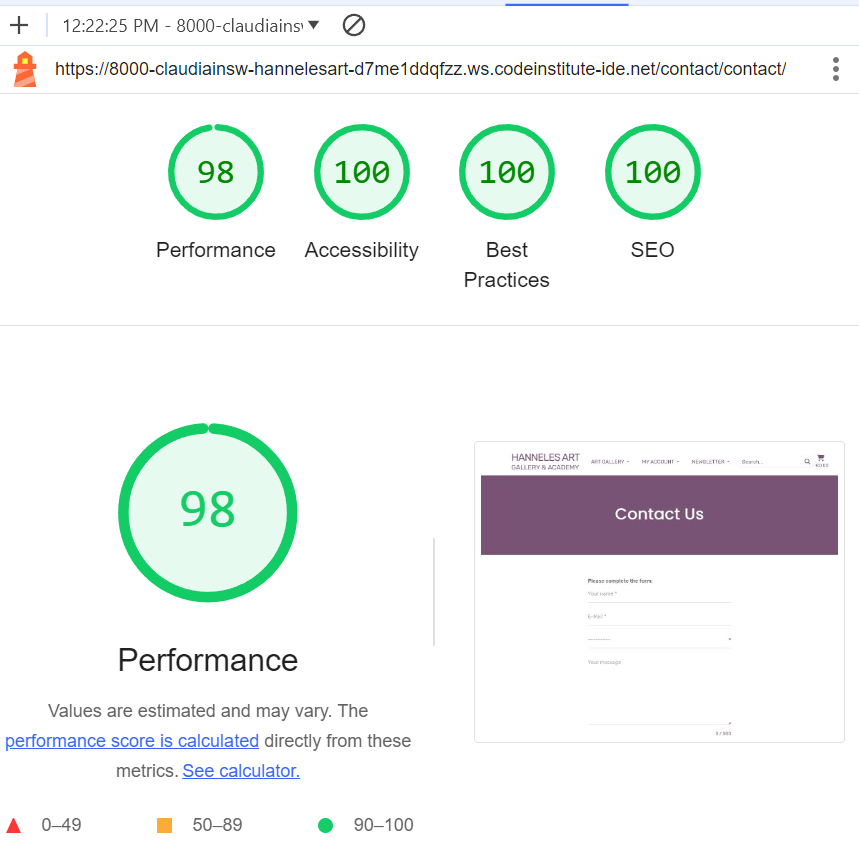 12:22:25 PM - 8000-claudiains
https://8000-claudiainsw-hannelesart-d7me1ddqfzz.ws.codeinstitute-ide.net/contact/contact/
98
100
100
100
Performance
Accessibility
Best
Practices
SEO
98
HANNELES ART
GALLERY & ACADEMY
ART GALLERY
MY ACCOUNT
NEWSLETTER
Search...
Contact Us
Please complete the form:
Your name *
E-Mail *
Your message
Performance
Values are estimated and may vary. The
performance score is calculated directly from these
metrics. See calculator.
0–49
50–89
90–100